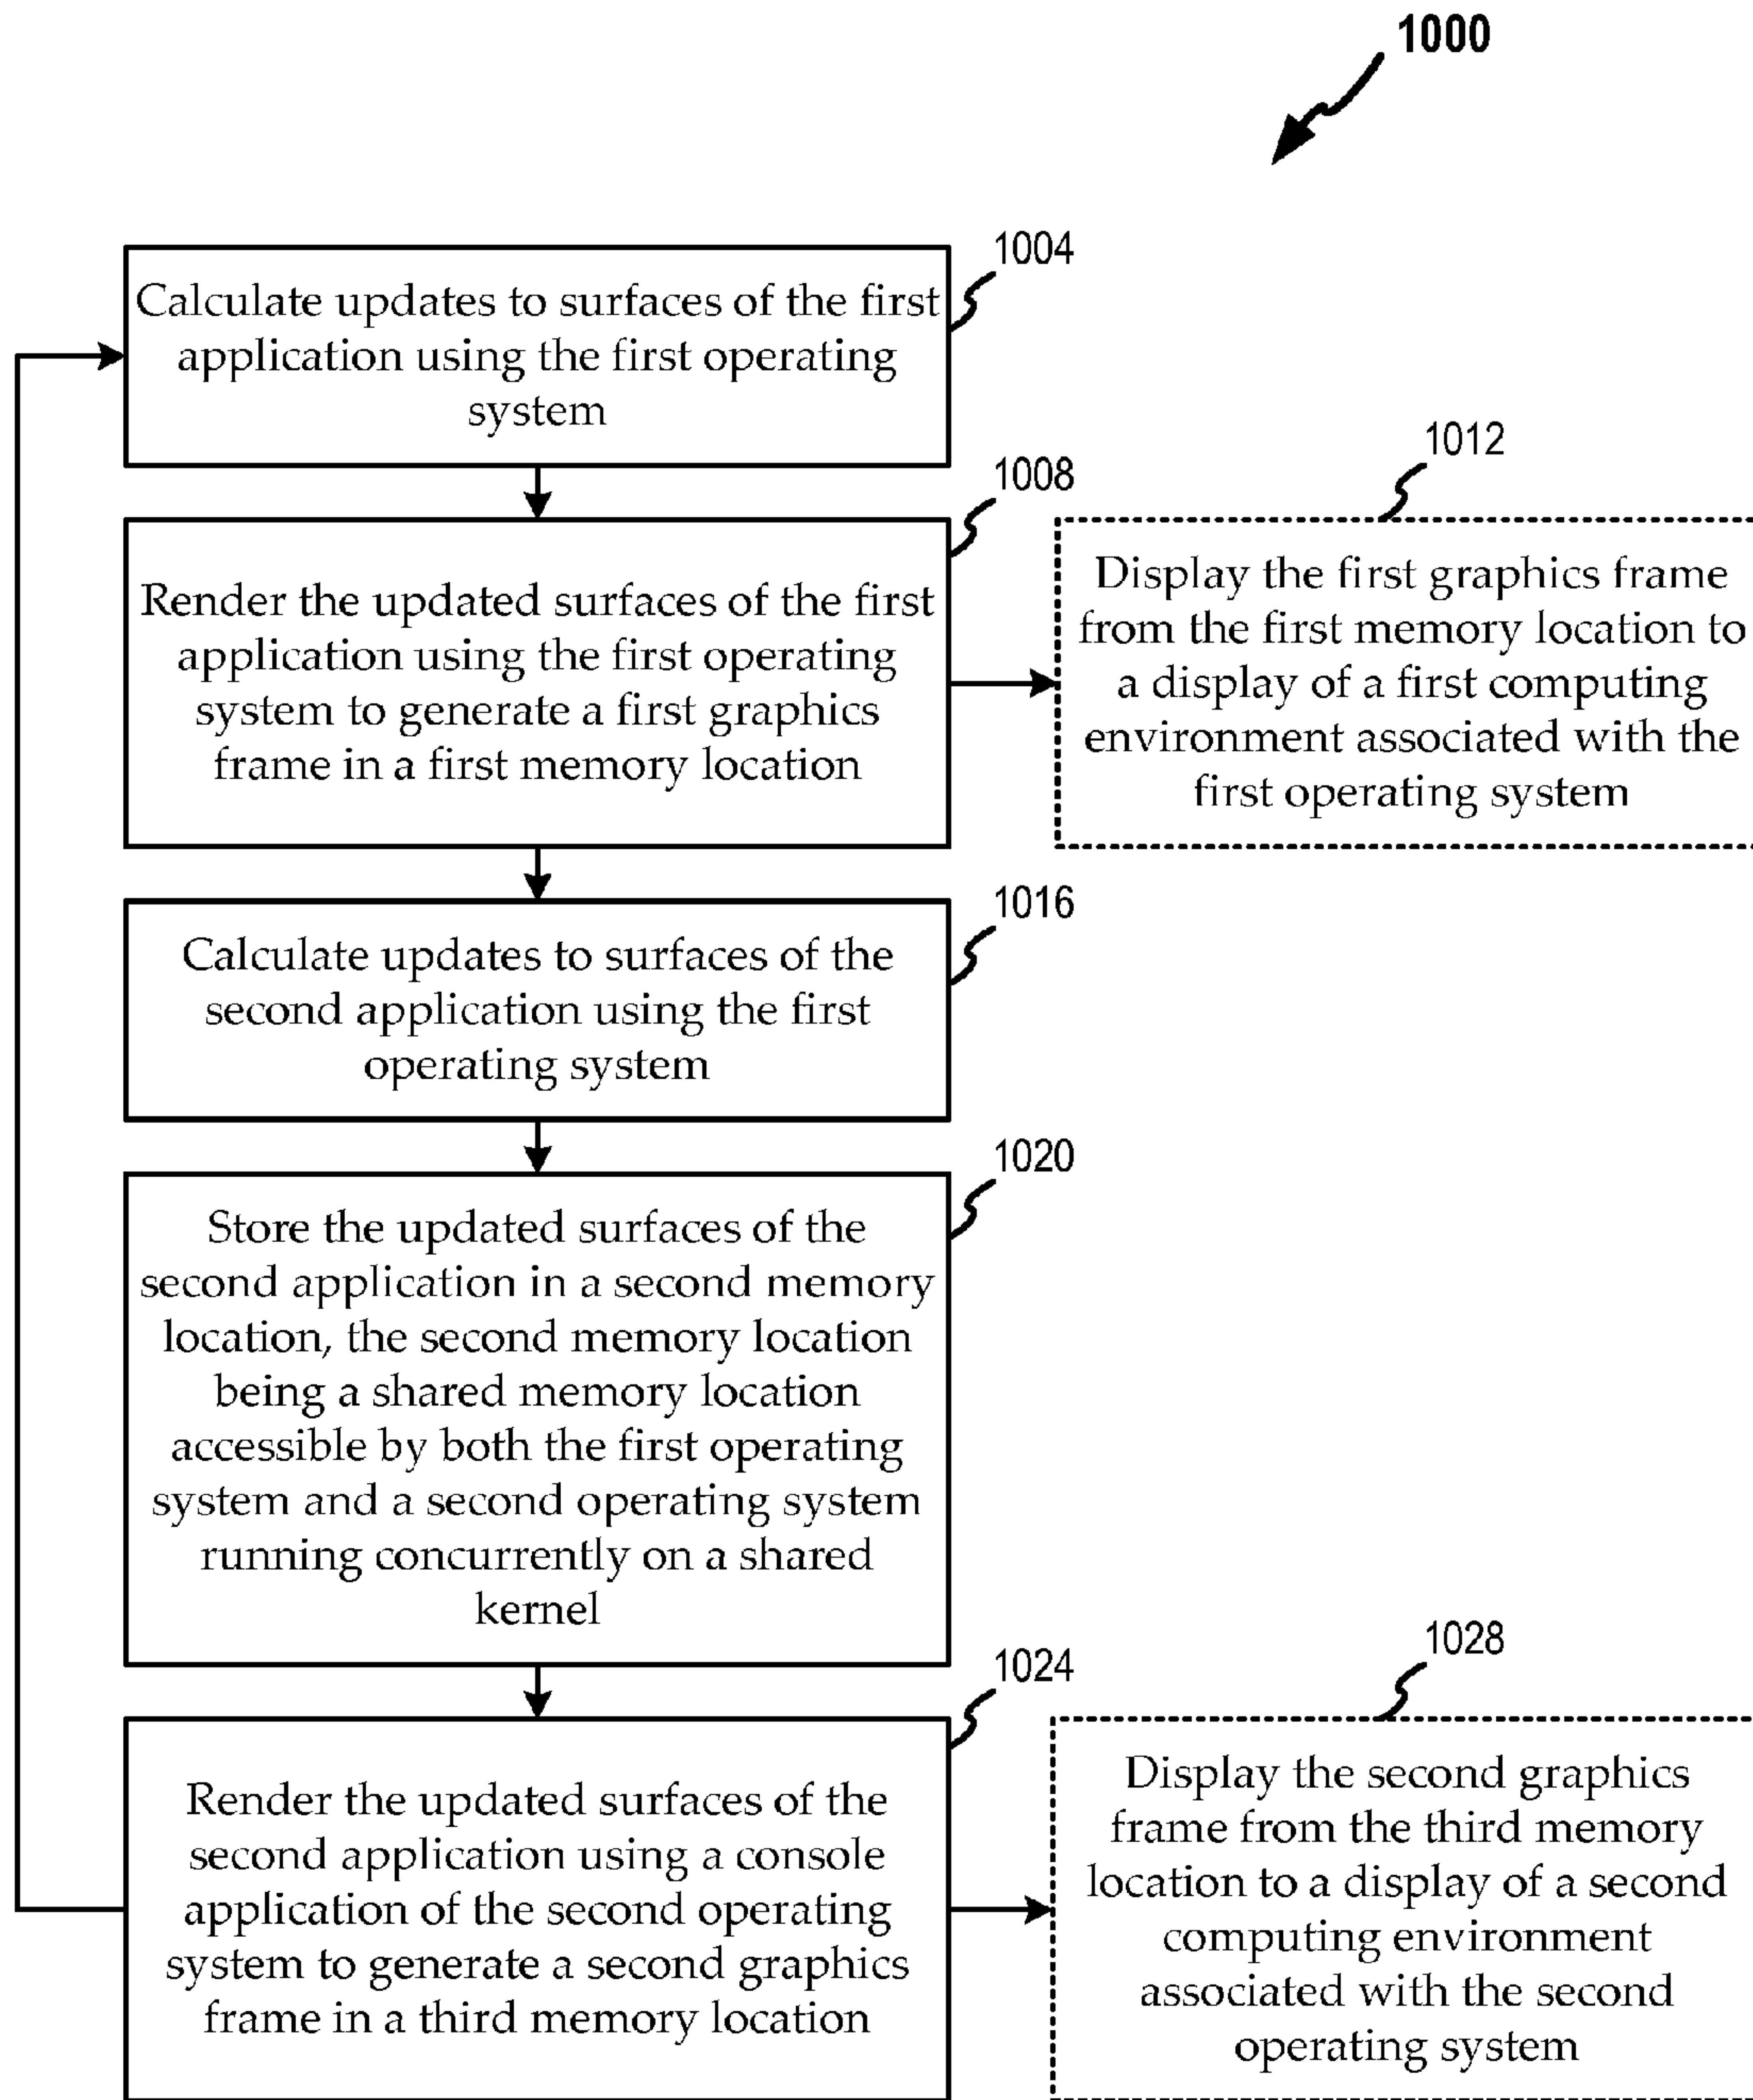 1000
1004
Calculate updates to surfaces of the first
application using the first operating
system
1008
Render the updated surfaces of the first
application using the first operating
system to generate a first graphics
frame in a first memory location
1012
Display the first graphics frame
from the first memory location to
a display of a first computing
environment associated with the
first operating system
1016
Calculate updates to surfaces of the
second application using the first
operating system
1020
Store the updated surfaces of the
second application in a second memory
location, the second memory location
being a shared memory location
accessible by both the first operating
system and a second operating system
running concurrently on a shared
kernel
1024
Render the updated surfaces of the
second application using a console
application of the second operating
system to generate a second graphics
frame in a third memory location
1028
Display the second graphics
frame from the third memory
location to a display of a second
computing environment
associated with the second
operating system